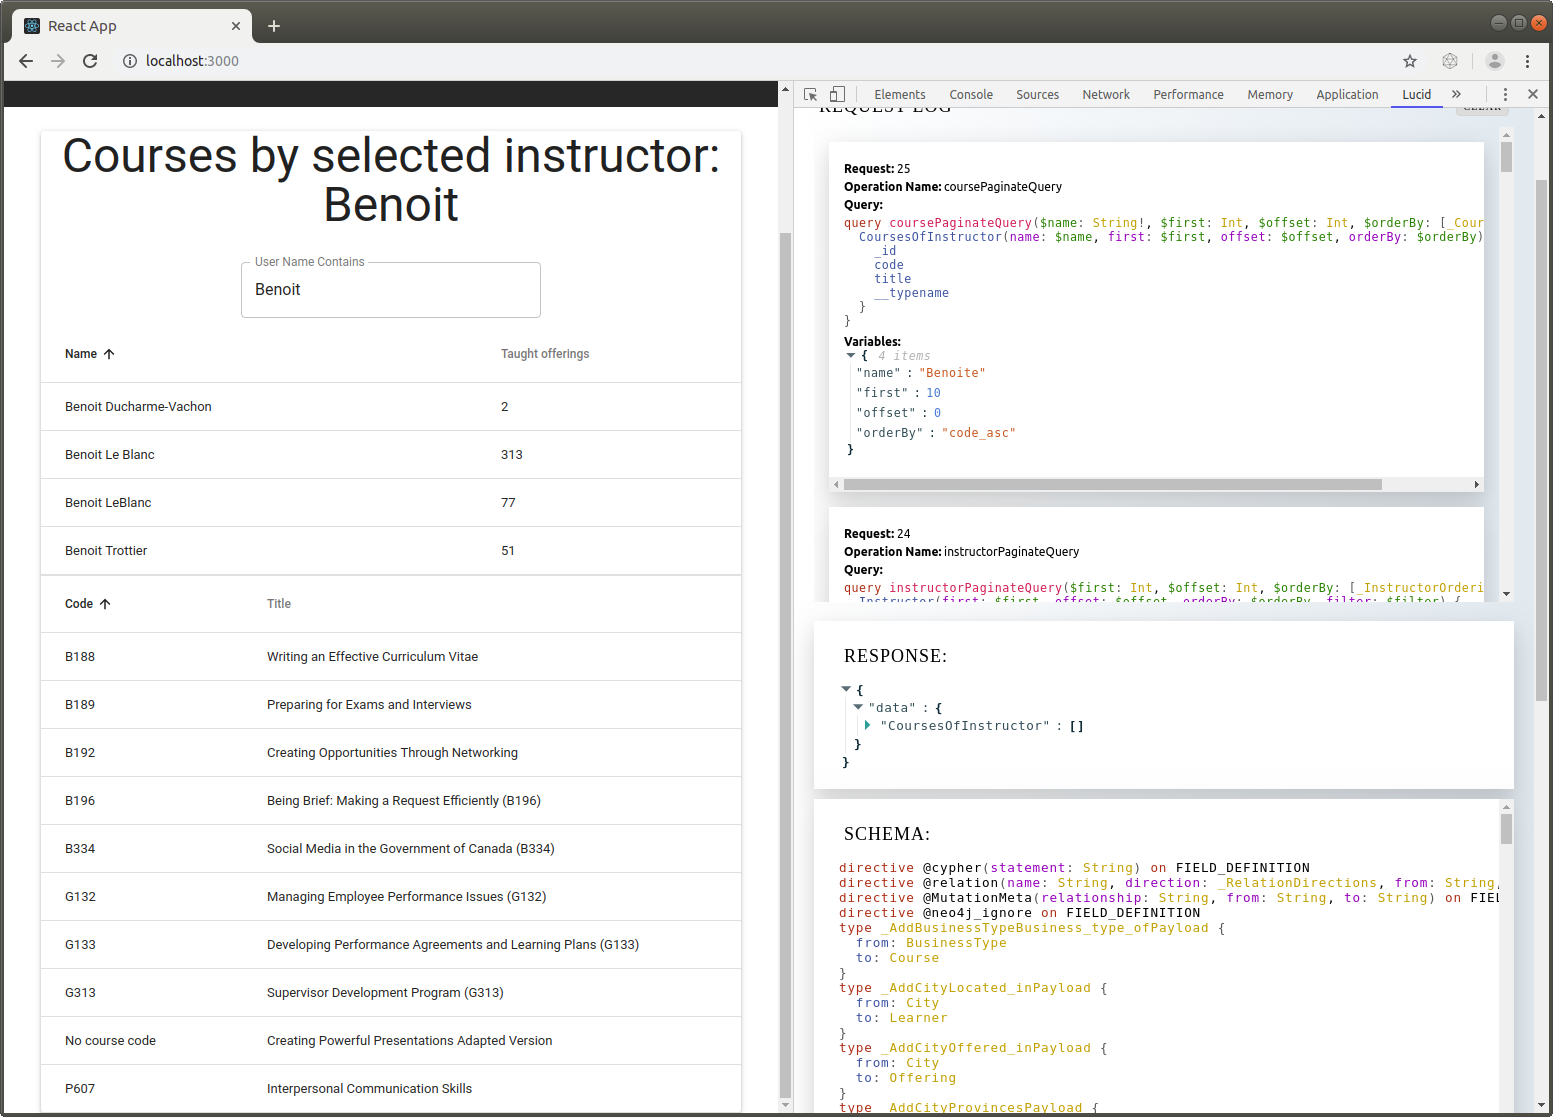 React App
localhost:3000
Courses by selected instructor:
Benoit
User Name Contains
Benoit
Name
Taught offerings
Benoit Ducharme-Vachon
2
Benoit Le Blanc
313
Benoit LeBlanc
77
Benoit Trottier
51
Code
Title
B188
Writing an Effective Curriculum Vitae
B189
Preparing for Exams and Interviews
B192
Creating Opportunities Through Networking
B196
Being Brief: Making a Request Efficiently (B196)
B334
Social Media in the Government of Canada (B334)
G132
Managing Employee Performance Issues (G132)
G133
Developing Performance Agreements and Learning Plans (G133)
G313
Supervisor Development Program (G313)
No course code
Creating Powerful Presentations Adapted Version
P607
Interpersonal Communication Skills
Elements Console Sources Network Performance Memory Application Lucid
REQUEST LOG
CLEAR
Request: 25
Operation Name: coursePaginateQuery
Query:
query coursePaginateQuery($name: String!, $first: Int, $offset: Int, $orderBy: [_Cour
CoursesOfInstructor(name: $name, first: $first, offset: $offset, orderBy: $orderBy)
_id
code
title
__typename
}
}
Variables:
{ 4 items
"name" : "Benoite"
"first" : 10
"offset" : 0
"orderBy" : "code_asc"
}
Request: 24
Operation Name: instructorPaginateQuery
Query:
query instructorPaginateQuery($first: Int, $offset: Int, $orderBy: [_InstructorOrderi
Instructor(first: $first, offset: $offset, orderBy: $orderBy, filter: $filter) {
RESPONSE:
{
"data" : {
"CoursesOfInstructor" : []
}
}
SCHEMA:
directive @cypher(statement: String) on FIELD_DEFINITION
directive @relation(name: String, direction: _RelationDirections, from: String,
directive @MutationMeta(relationship: String, from: String, to: String) on FIEL
directive @neo4j_ignore on FIELD_DEFINITION
type _AddBusinessTypeBusiness_type_ofPayload {
from: BusinessType
to: Course
}
type _AddCityLocated_inPayload {
from: City
to: Learner
}
type _AddCityOffered_inPayload {
from: City
to: Offering
}
type _AddCityProvincesPayload {